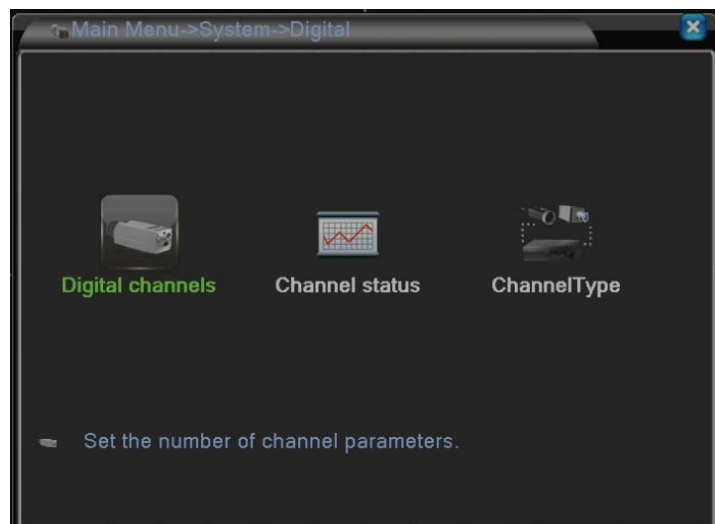 Main Menu->System->Digital
Digital channels
Channel status
ChannelType
Set the number of channel parameters.